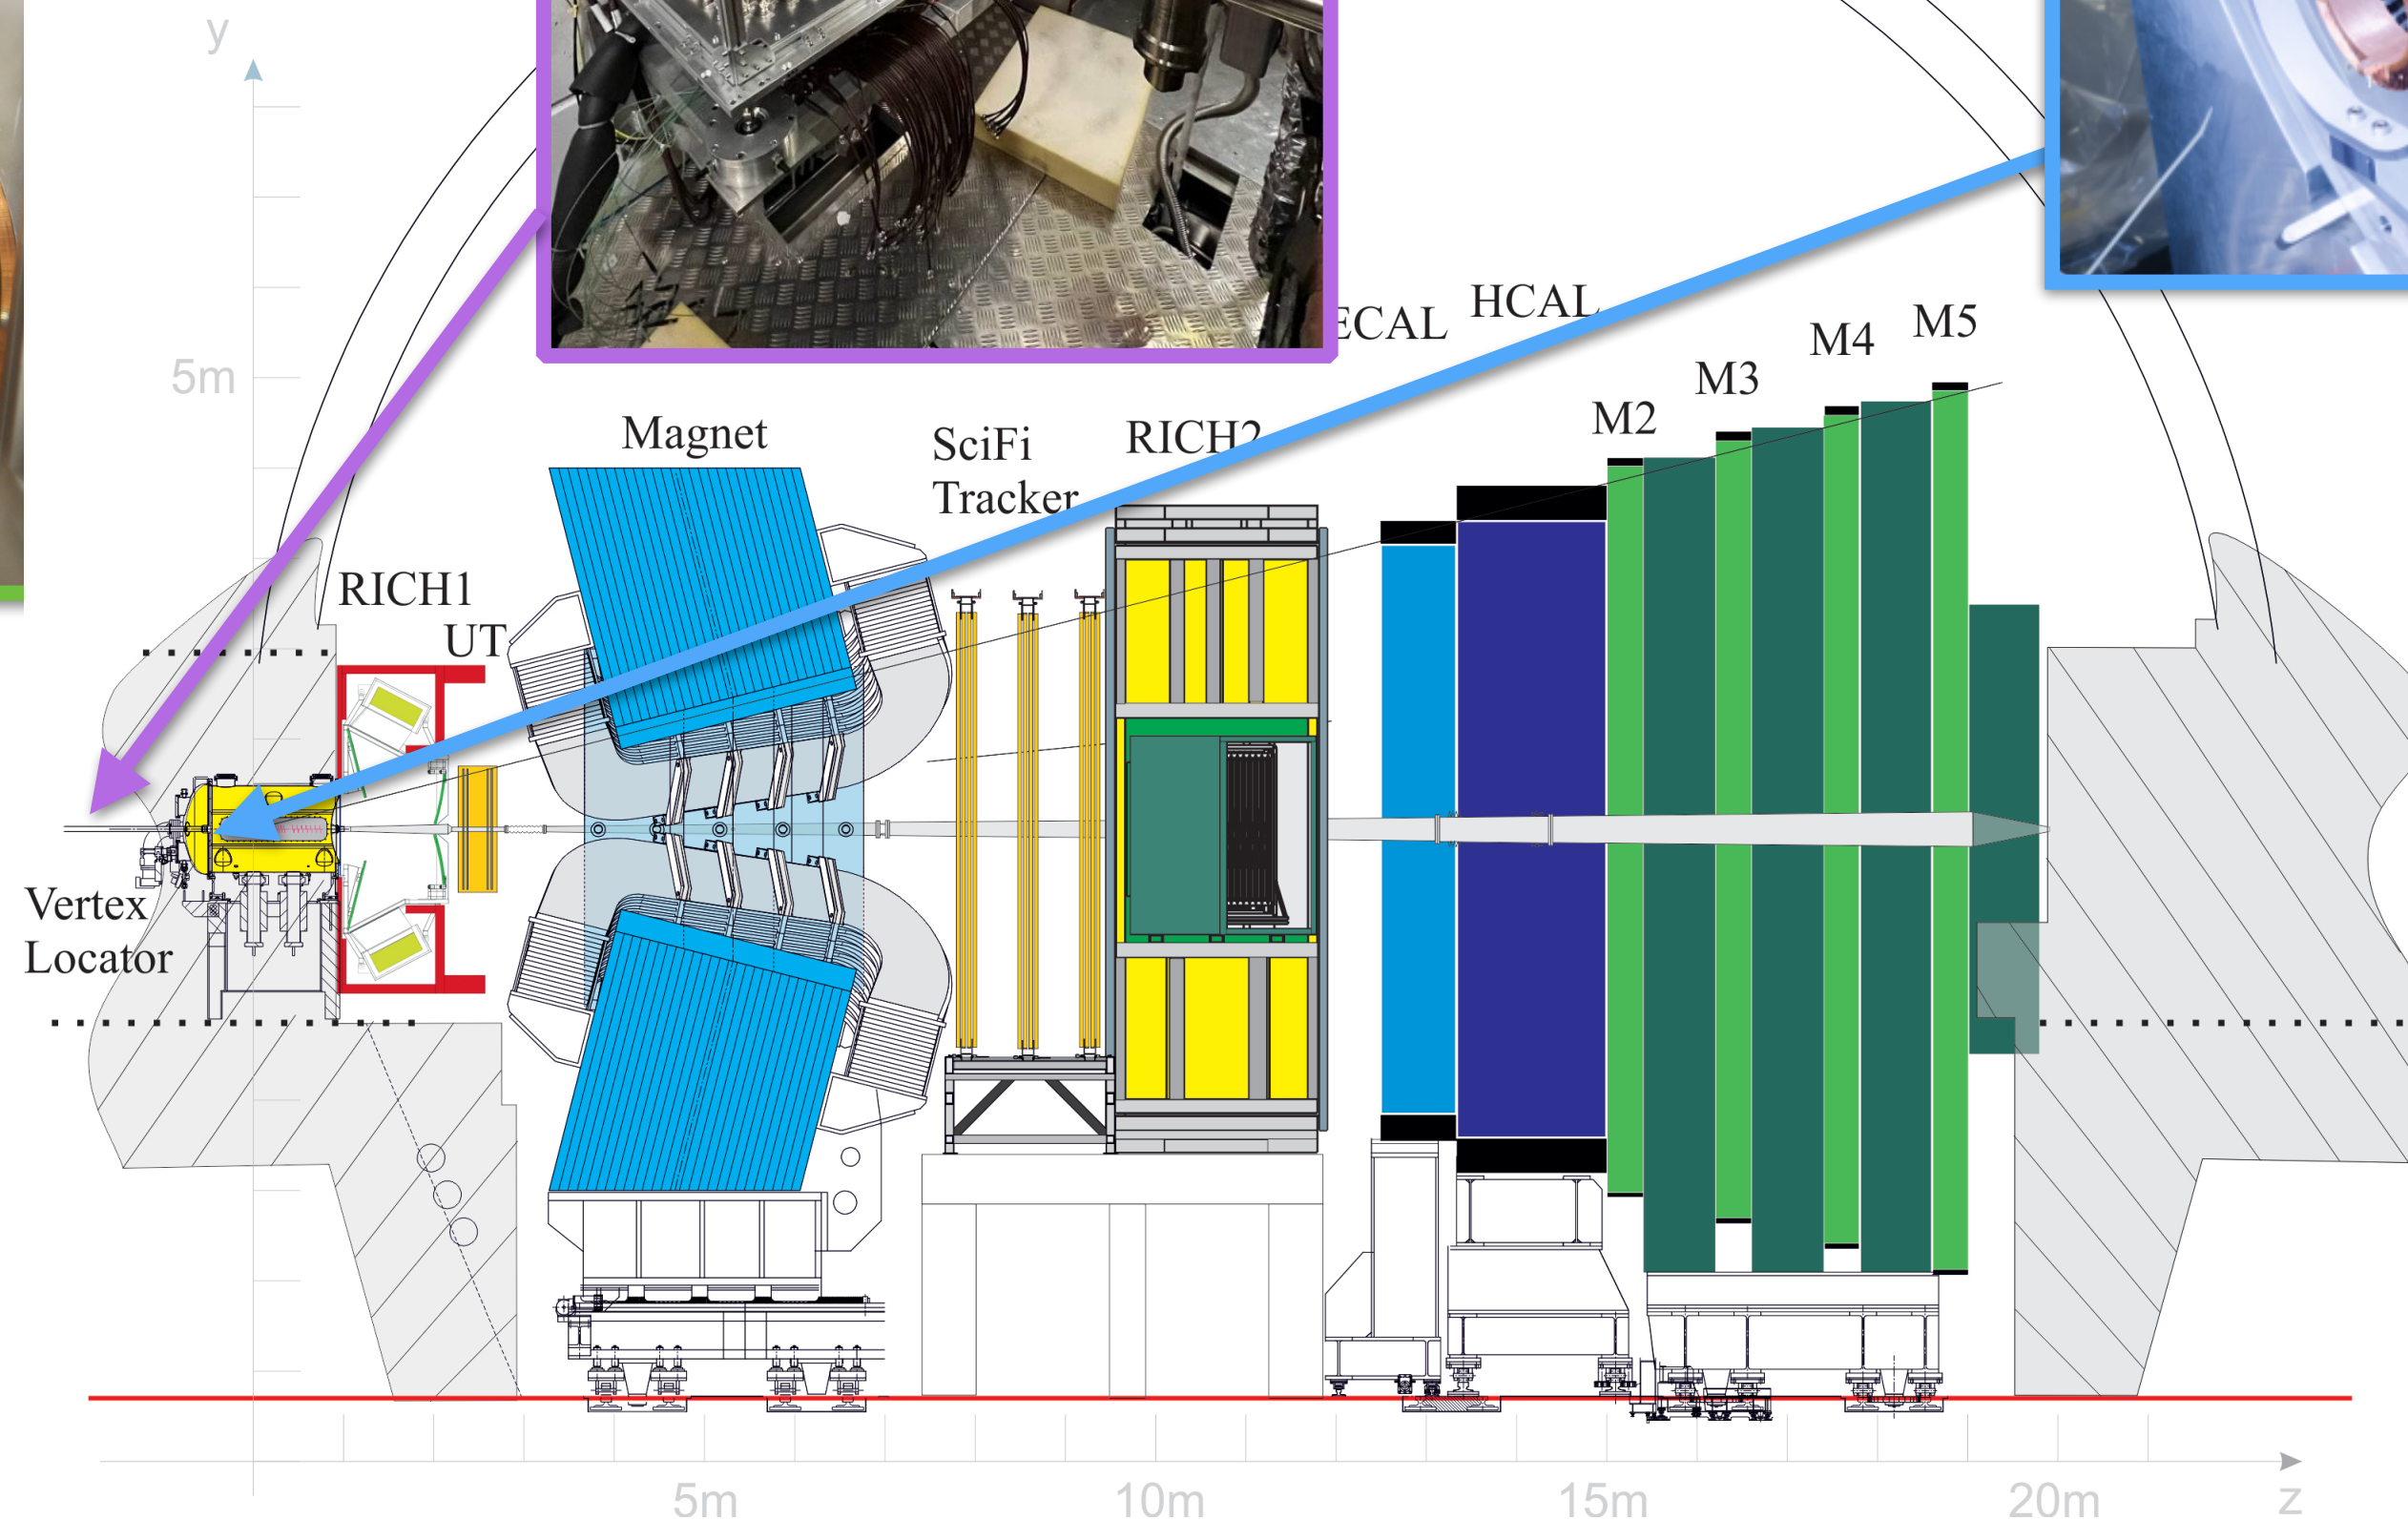 y
5m
ECAL
HCAL
M2
M3
M4
M5
Magnet
SciFi
Tracker
RICH2
RICH1
UT
Vertex
Locator
5m
10m
15m
20m
z